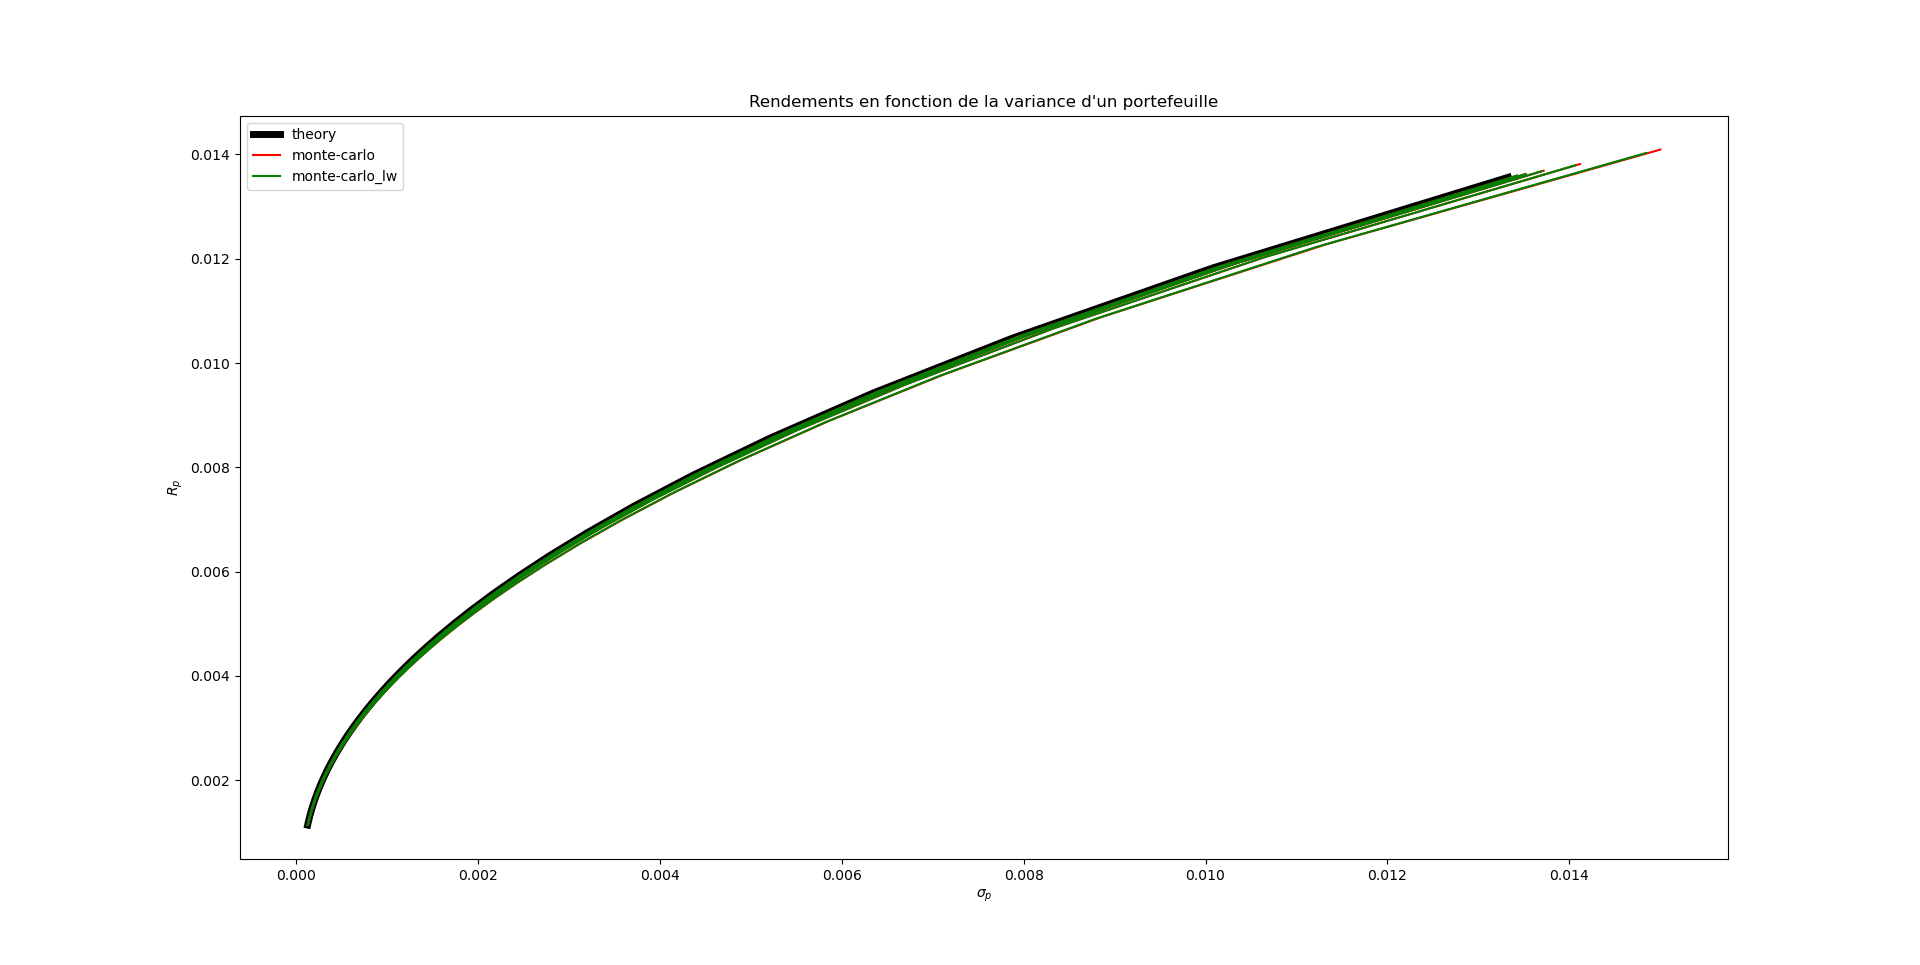 Rendements en fonction de la variance d'un portefeuille
theory
monte-carlo
monte-carlo_lw
0.014
0.012
0.010
0.008
0.006
0.004
0.002
R_p
0.000 0.002 0.004 0.006 0.008 0.010 0.012 0.014
σ_p